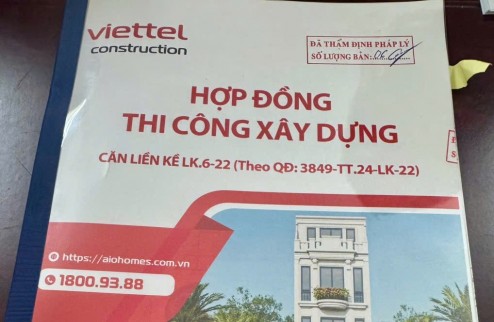 viettel
construction
ĐÃ THẨM ĐỊNH PHÁP LÝ
SỐ LƯỢNG BẢN:
HỢP ĐỒNG
THI CÔNG XÂY DỰNG
CĂN LIỀN KỀ LK.6-22 (Theo QĐ: 3849-TT.24-LK-22)
https://aiohomes.com.vn
1800.93.88